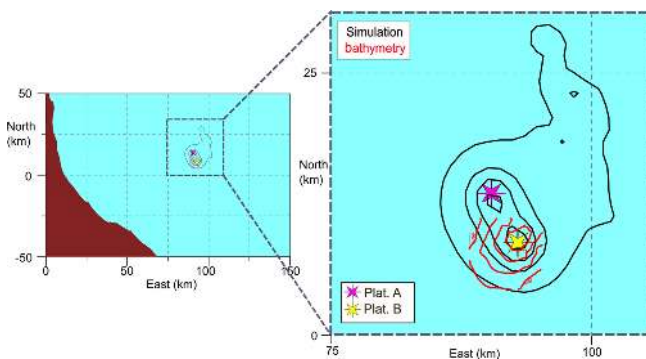 50
North
(km)
0
-50
0
50
100
150
East (km)
Simulation
bathymetry
25
North
(km)
0
Plat. A
Plat. B
75
East (km)
100